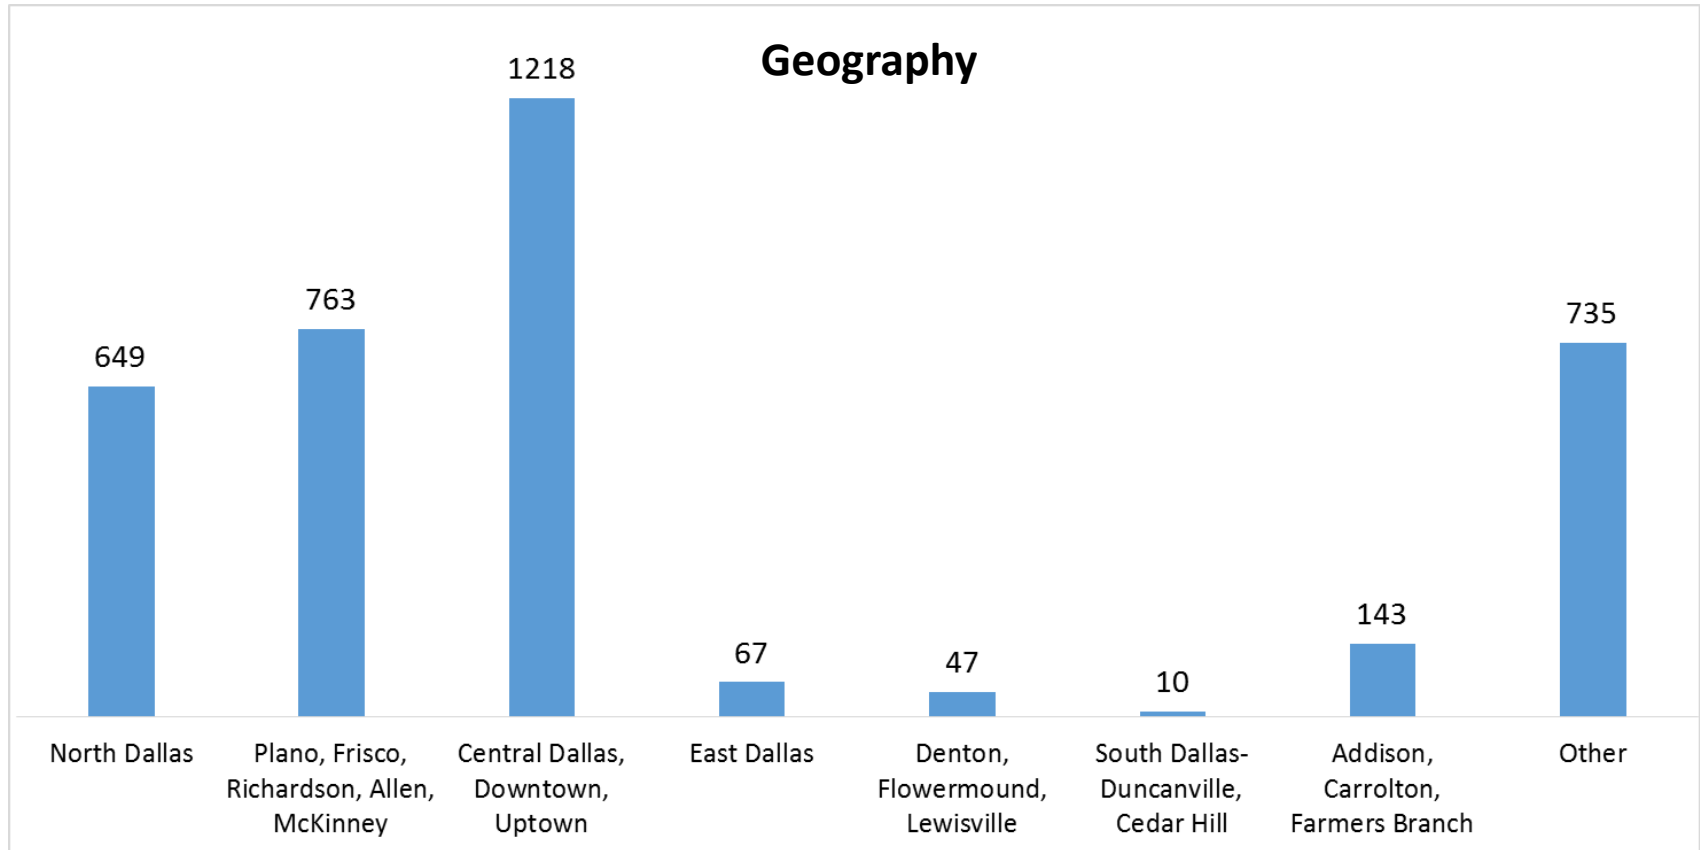 Geography
1218
763
735
649
143
67
47
10
North Dallas
Plano, Frisco,
Richardson, Allen,
McKinney
Central Dallas,
Downtown,
Uptown
East Dallas
Denton,
Flowermound,
Lewisville
South Dallas-
Duncanville,
Cedar Hill
Addison,
Carrolton,
Farmers Branch
Other